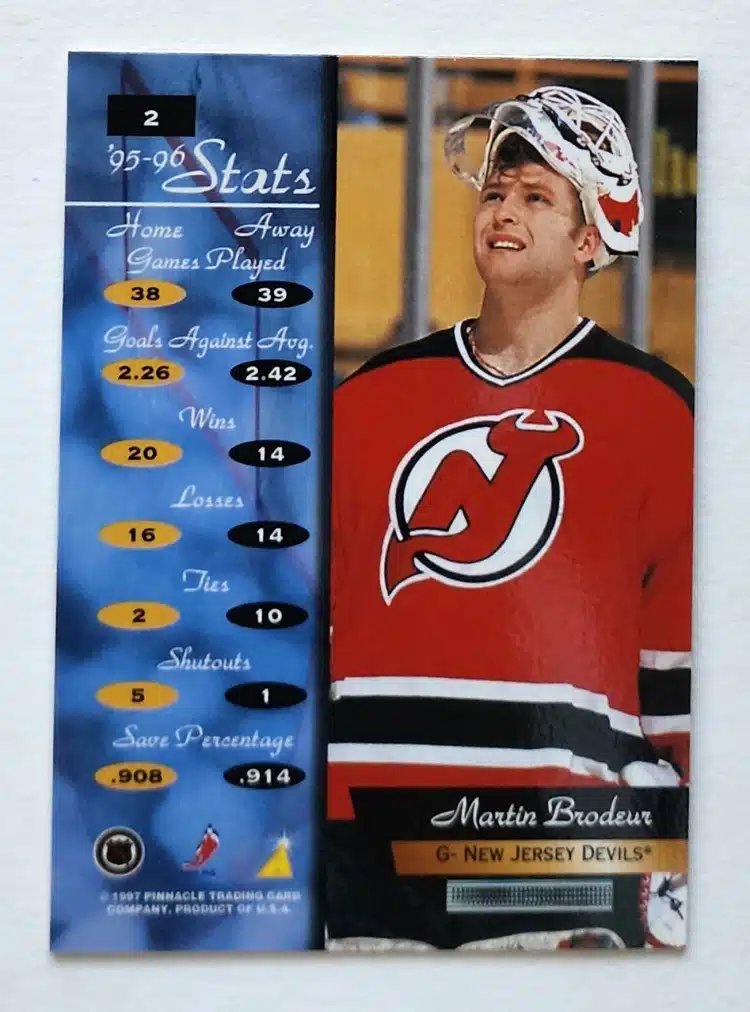 2
'95-96 Stats
Home Away
Games Played
38 39
Goals Against Avg.
2.26 2.42
Wins
20 14
Losses
16 14
Ties
2 10
Shutouts
5 1
Save Percentage
.908 .914
© 1997 PINNACLE TRADING CARD
COMPANY, PRODUCT OF U.S.A.
Martin Brodeur
G- NEW JERSEY DEVILS®